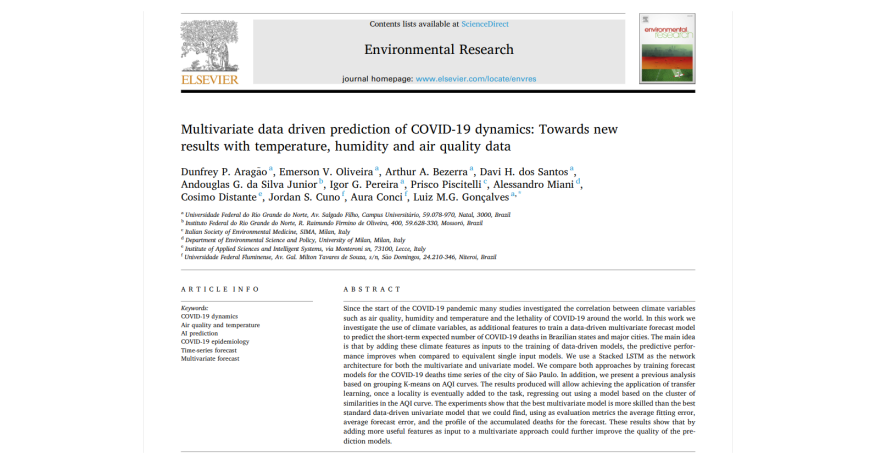 Contents lists available at ScienceDirect
Environmental Research
journal homepage: www.elsevier.com/locate/envres
ELSEVIER
environmental
research
Multivariate data driven prediction of COVID-19 dynamics: Towards new
results with temperature, humidity and air quality data
Dunfrey P. Aragão a, Emerson V. Oliveira a, Arthur A. Bezerra a, Davi H. dos Santos a,
Andouglas G. da Silva Junior b, Igor G. Pereira a, Prisco Piscitelli c, Alessandro Miani d,
Cosimo Distante e, Jordan S. Cuno f, Aura Conci f, Luiz M.G. Gonçalves a,*
a Universidade Federal do Rio Grande do Norte, Av. Salgado Filho, Campus Universitário, 59.078-970, Natal, 3000, Brazil
b Instituto Federal do Rio Grande do Norte, R. Raimundo Firmino de Oliveira, 400, 59.628-330, Mossoró, Brazil
c Italian Society of Environmental Medicine, SIMA, Milan, Italy
d Department of Environmental Science and Policy, University of Milan, Milan, Italy
e Institute of Applied Sciences and Intelligent Systems, via Monteroni sn, 73100, Lecce, Italy
f Universidade Federal Fluminense, Av. Gal. Milton Tavares de Souza, s/n, São Domingos, 24.210-346, Niteroi, Brazil
ARTICLE INFO
Keywords:
COVID-19 dynamics
Air quality and temperature
AI prediction
COVID-19 epidemiology
Time-series forecast
Multivariate forecast
ABSTRACT
Since the start of the COVID-19 pandemic many studies investigated the correlation between climate variables
such as air quality, humidity and temperature and the lethality of COVID-19 around the world. In this work we
investigate the use of climate variables, as additional features to train a data-driven multivariate forecast model
to predict the short-term expected number of COVID-19 deaths in Brazilian states and major cities. The main idea
is that by adding these climate features as inputs to the training of data-driven models, the predictive perfor-
mance improves when compared to equivalent single input models. We use a Stacked LSTM as the network
architecture for both the multivariate and univariate model. We compare both approaches by training forecast
models for the COVID-19 deaths time series of the city of São Paulo. In addition, we present a previous analysis
based on grouping K-means on AQI curves. The results produced will allow achieving the application of transfer
learning, once a locality is eventually added to the task, regressing out using a model based on the cluster of
similarities in the AQI curve. The experiments show that the best multivariate model is more skilled than the best
standard data-driven univariate model that we could find, using as evaluation metrics the average fitting error,
average forecast error, and the profile of the accumulated deaths for the forecast. These results show that by
adding more useful features as input to a multivariate approach could further improve the quality of the pre-
diction models.